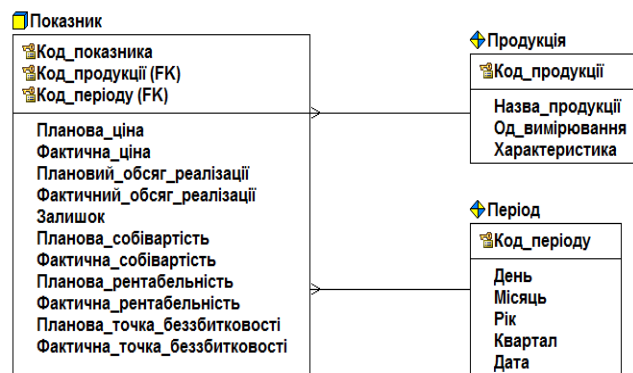 Показник
Код_показника
Код_продукції (FK)
Код_періоду (FK)
Планова_ціна
Фактична_ціна
Плановий_обсяг_реалізації
Фактичний_обсяг_реалізації
Залишок
Планова_собівартість
Фактична_собівартість
Планова_рентабельність
Фактична_рентабельність
Планова_точка_беззбитковості
Фактична_точка_беззбитковості
Продукція
Код_продукції
Назва_продукції
Од_вимірювання
Характеристика
Період
Код_періоду
День
Місяць
Рік
Квартал
Дата